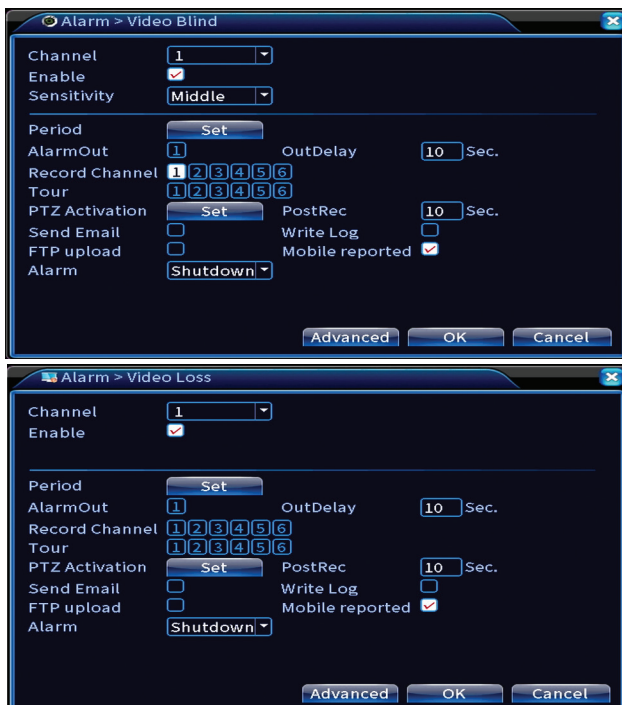 Alarm > Video Blind
Channel 1
Enable
Sensitivity Middle
Period Set
AlarmOut 1 OutDelay 10 Sec.
Record Channel 1 2 3 4 5 6
Tour 1 2 3 4 5 6
PTZ Activation Set PostRec 10 Sec.
Send Email Write Log
FTP upload Mobile reported
Alarm Shutdown
Advanced OK Cancel
Alarm > Video Loss
Channel 1
Enable
Period Set
AlarmOut 1 OutDelay 10 Sec.
Record Channel 1 2 3 4 5 6
Tour 1 2 3 4 5 6
PTZ Activation Set PostRec 10 Sec.
Send Email Write Log
FTP upload Mobile reported
Alarm Shutdown
Advanced OK Cancel